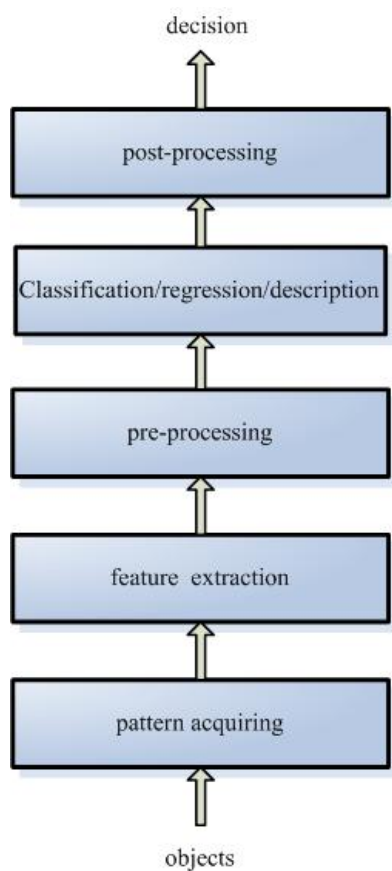 decision
post-processing
Classification/regression/description
pre-processing
feature extraction
pattern acquiring
objects